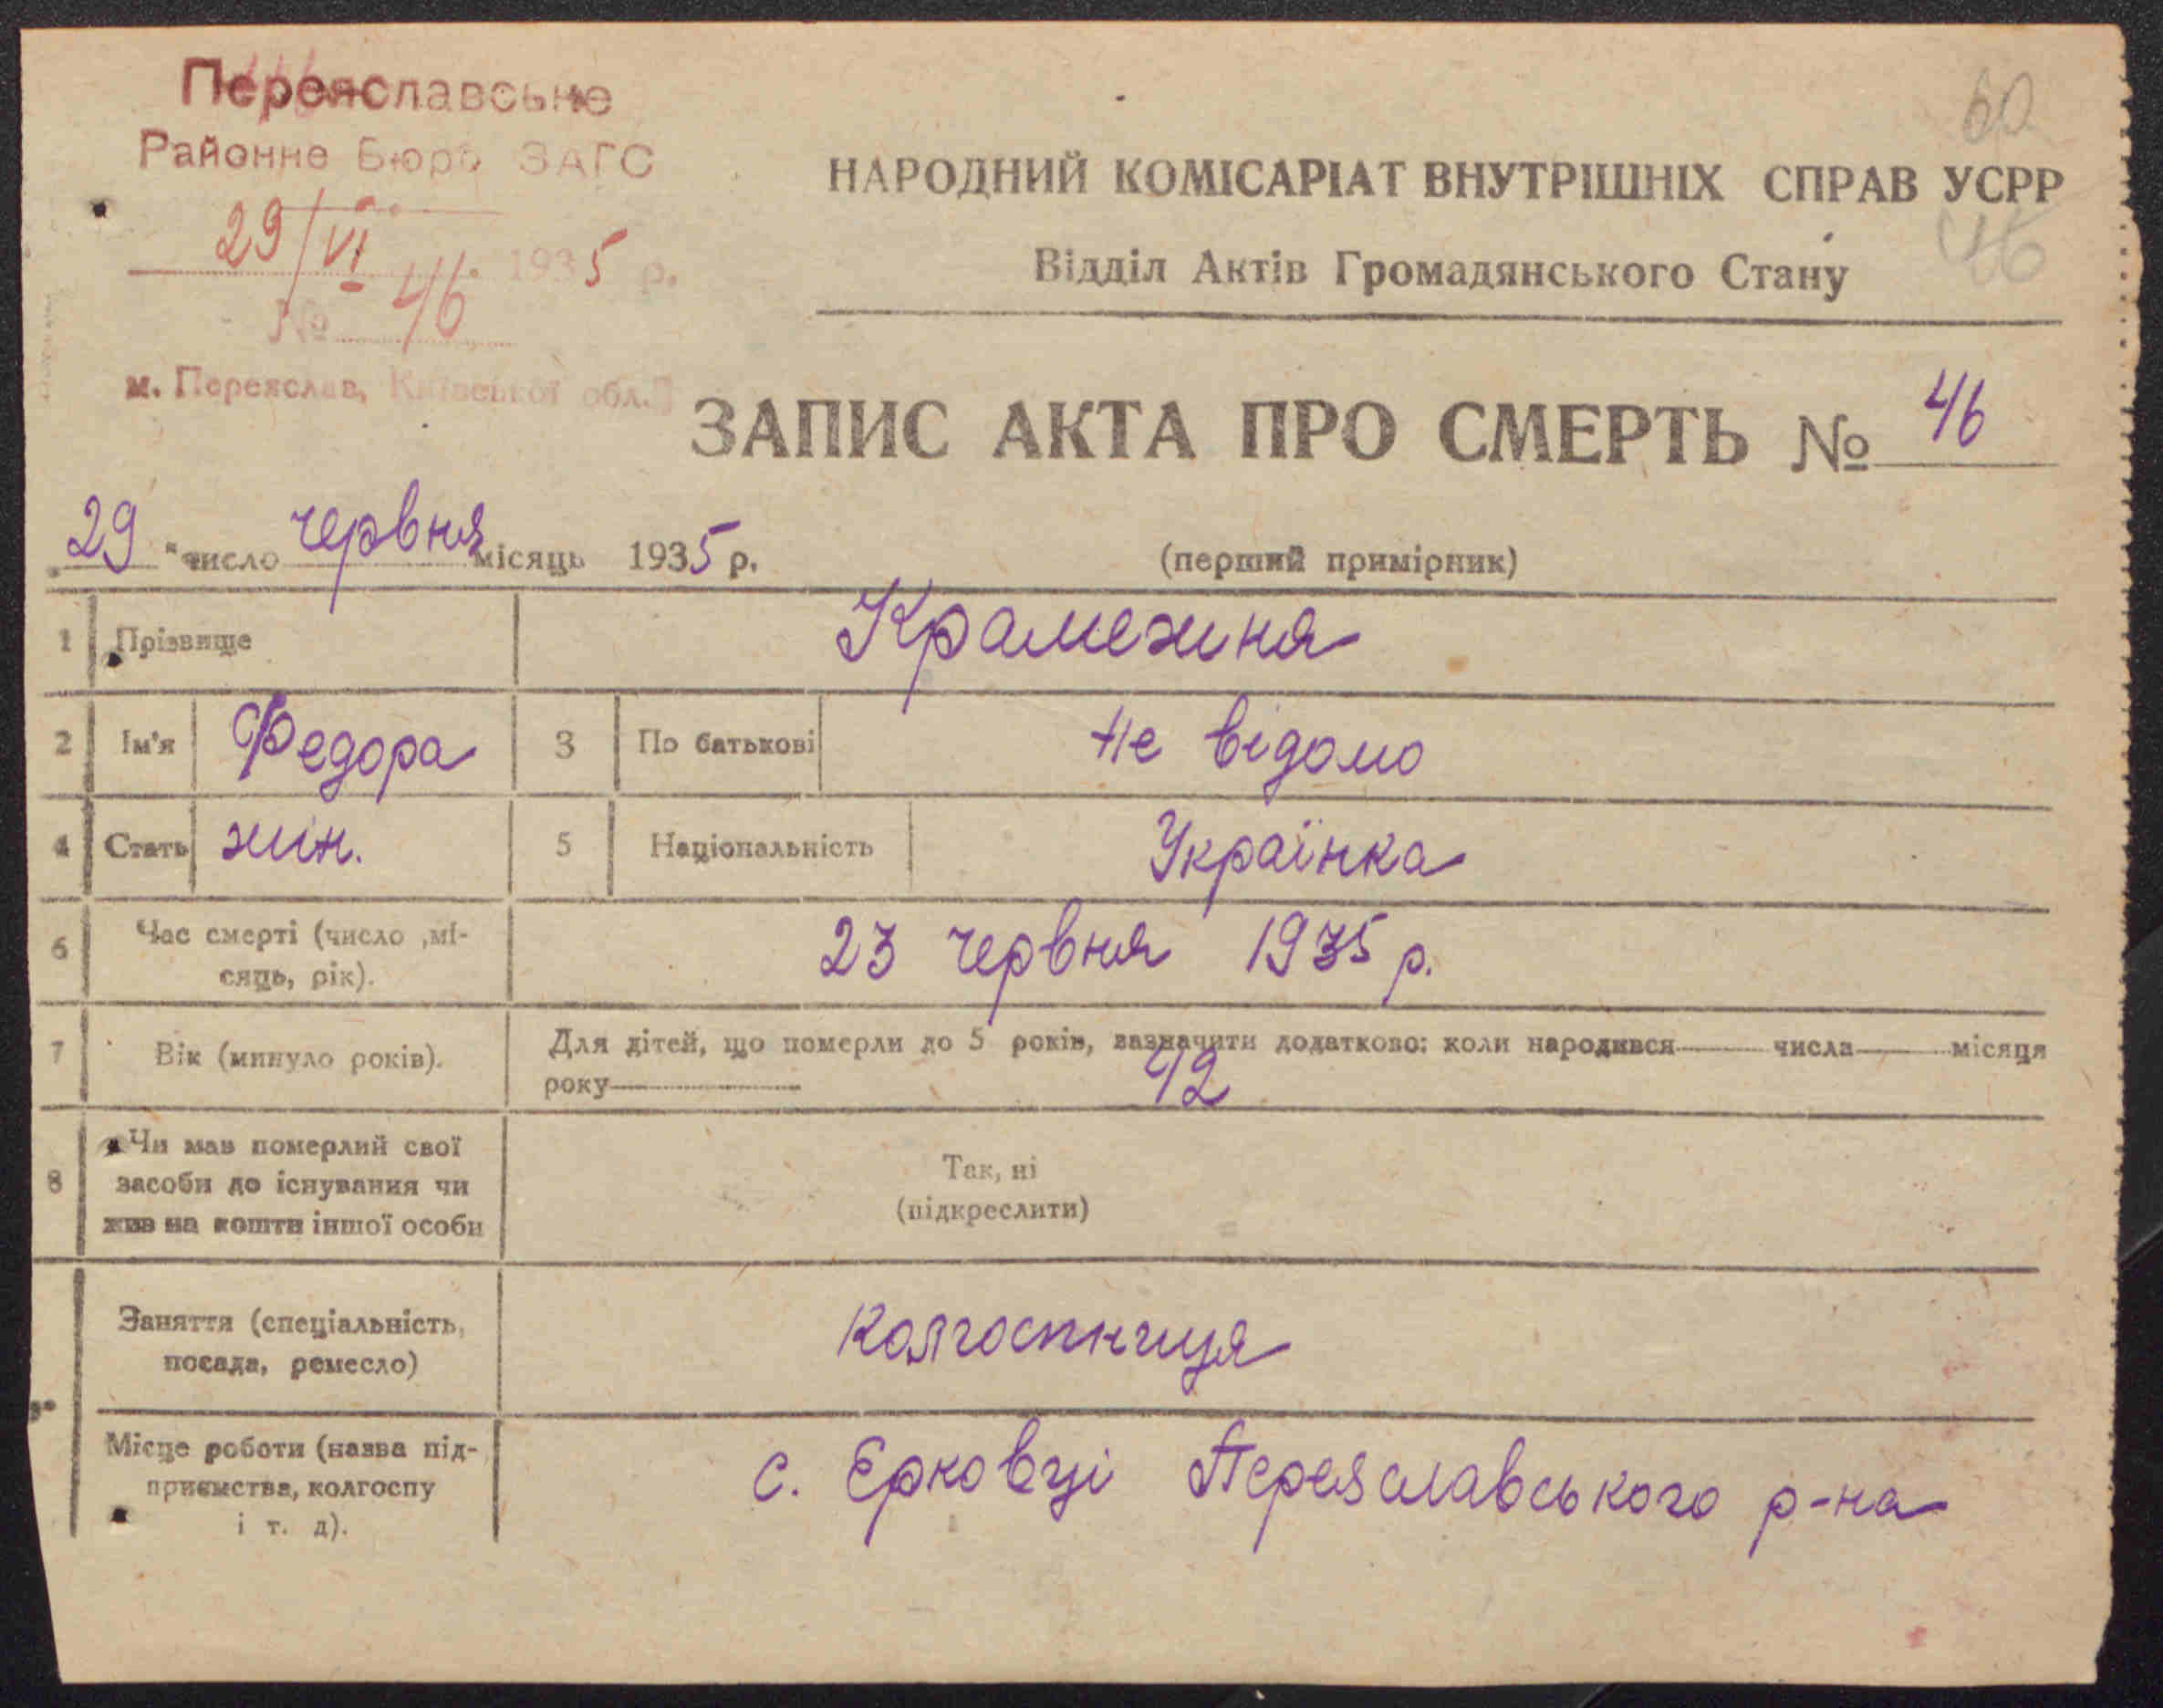 Переяславське
Районне Бюро ЗАГС
29/VI 1935 р.
№ 46
м. Переяслав, Київської обл.
60
НАРОДНИЙ КОМІСАРІАТ ВНУТРІШНІХ СПРАВ УСРР
46
Відділ Актів Громадянського Стану
ЗАПИС АКТА ПРО СМЕРТЬ № 46
„29 " число червня місяць 1935 р.
(перший примірник)
1 Прізвище
2 Ім'я Федора 3 По батькові Не відомо
4 Стать жін. 5 Національність Українка
6 Час смерті (число ,мі-
сяць, рік).
23 червня 1935 р.
7 Вік (минуло років).
Для дітей, що померли до 5 років, зазначити додатково: коли народився числа місяця
року 42
8 Чи мав померлий свої
засоби до існування чи
жив на кошти іншої особи
Так, ні
(підкреслити)
Заняття (спеціальність,
посада, ремесло)
колгоспниця
Місце роботи (назва під-
приємства, колгоспу
і т. д).
с. Єрковці Переяславського р-на